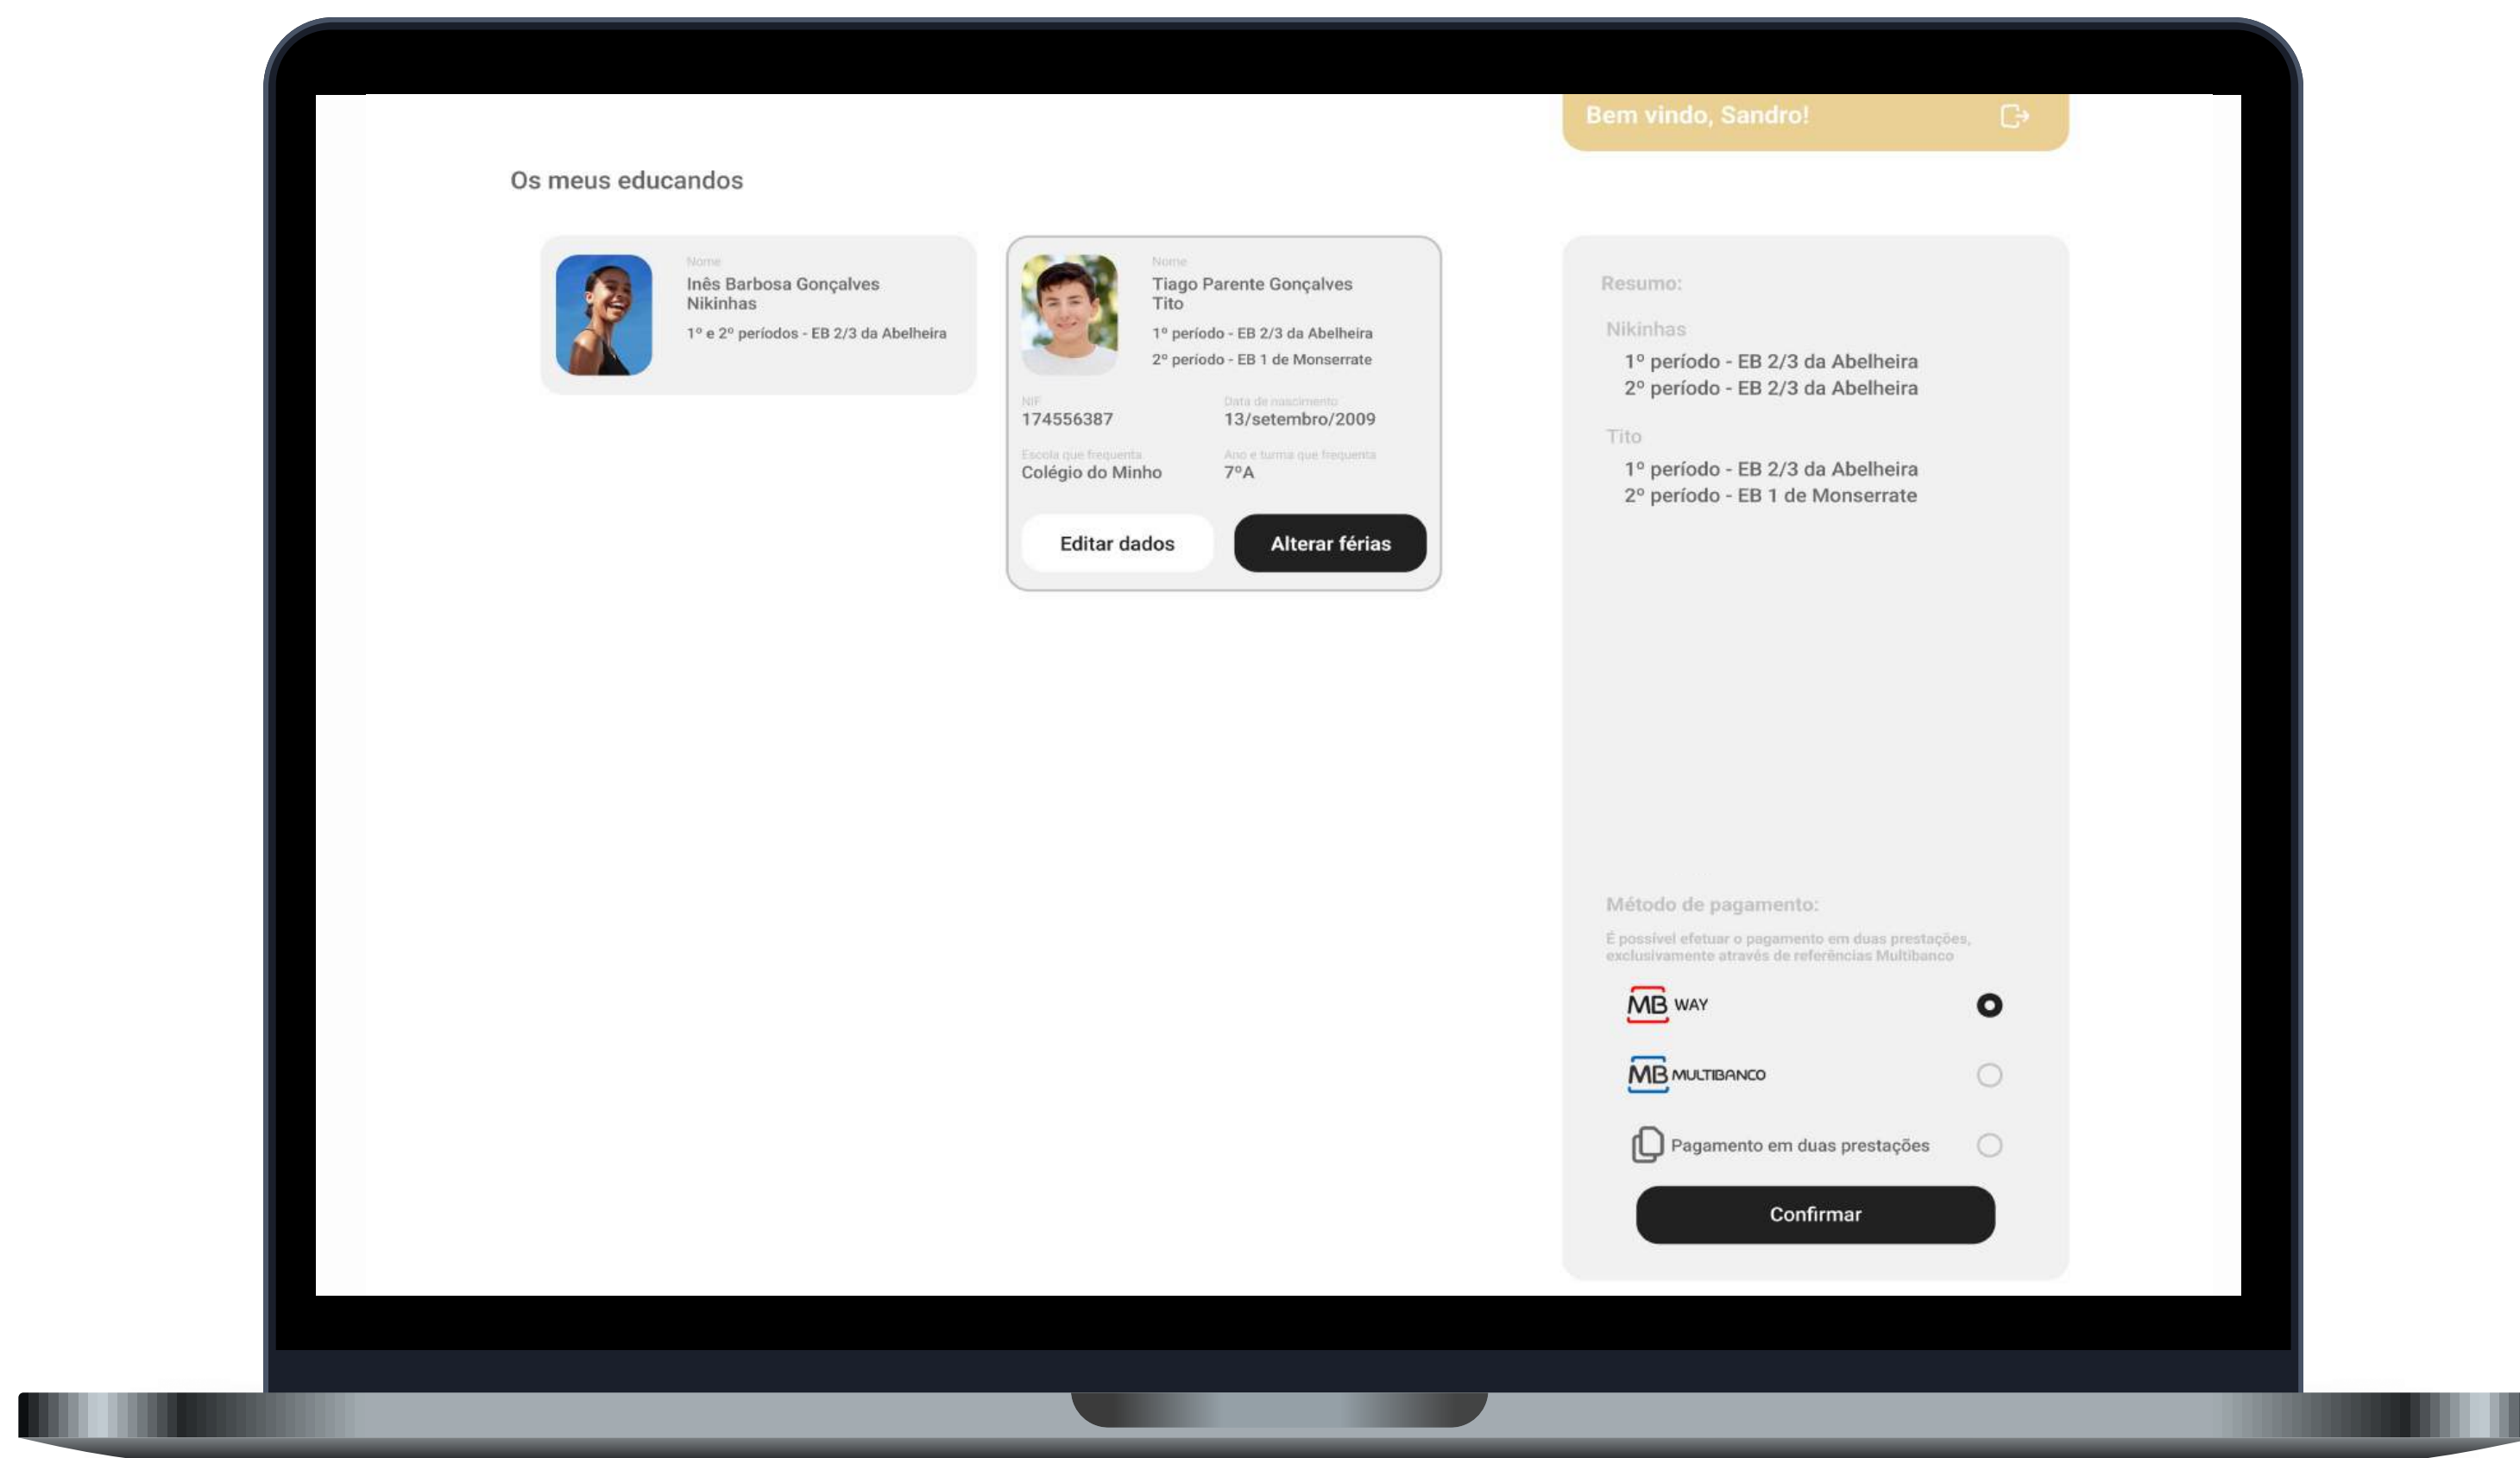 Bem vindo, Sandro!
Os meus educandos
Nome
Inês Barbosa Gonçalves
Nikinhas
1º e 2º períodos - EB 2/3 da Abelheira
Nome
Tiago Parente Gonçalves
Tito
1º período - EB 2/3 da Abelheira
2º período - EB 1 de Monserrate
NIF
174556387
Data de nascimento
13/setembro/2009
Escola que frequenta
Colégio do Minho
Ano e turma que frequenta
7ºA
Editar dados
Alterar férias
Resumo:
Nikinhas
1º período - EB 2/3 da Abelheira
2º período - EB 2/3 da Abelheira
Tito
1º período - EB 2/3 da Abelheira
2º período - EB 1 de Monserrate
Método de pagamento:
É possível efetuar o pagamento em duas prestações,
exclusivamente através de referências Multibanco
MB WAY
MB MULTIBANCO
Pagamento em duas prestações
Confirmar